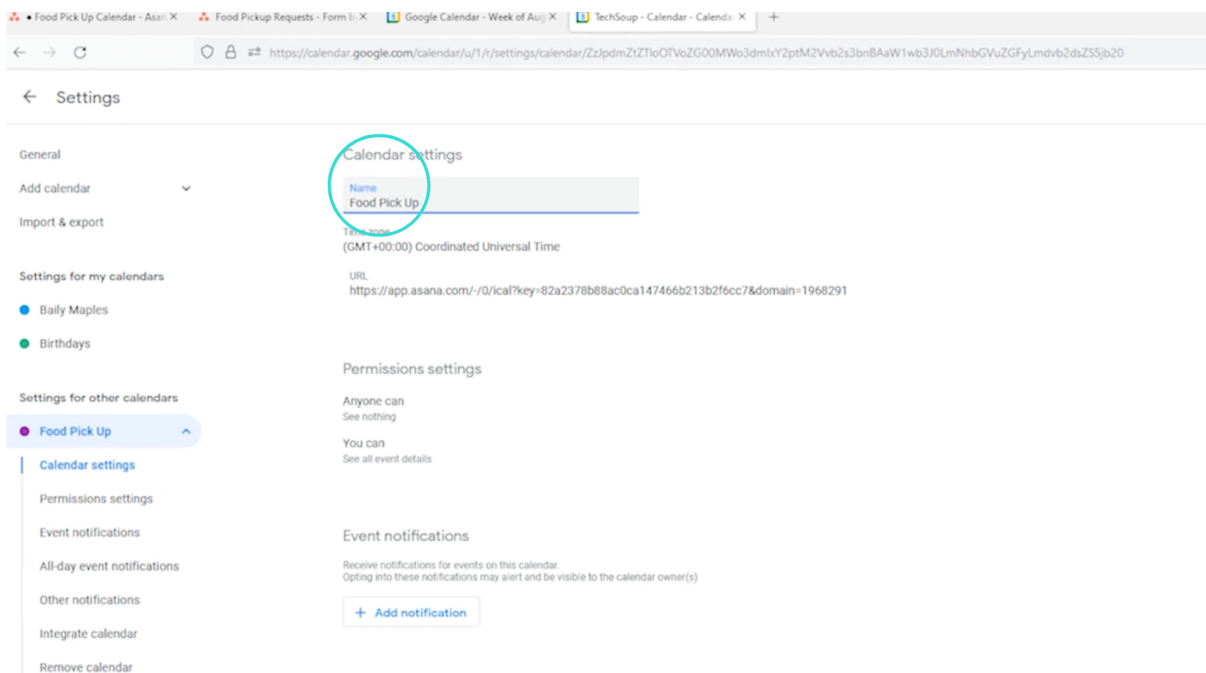 • Food Pick Up Calendar - Asan
Food Pickup Requests - Form b
Google Calendar - Week of Aug
TechSoup - Calendar - Calendar
https://calendar.google.com/calendar/u/1/r/settings/calendar/
Settings
General
Add calendar
Import & export
Settings for my calendars
Baily Maples
Birthdays
Settings for other calendars
Food Pick Up
Calendar settings
Permissions settings
Event notifications
All-day event notifications
Other notifications
Integrate calendar
Remove calendar
Calendar settings
Name
Food Pick Up
Time zone
(GMT+00:00) Coordinated Universal Time
URL
https://app.asana.com/-/0/ical?key=82a2378b88ac0ca147466b213b2f6cc7&domain=1968291
Permissions settings
Anyone can
See nothing
You can
See all event details
Event notifications
Receive notifications for events on this calendar.
Opting into these notifications may alert and be visible to the calendar owner(s)
+ Add notification